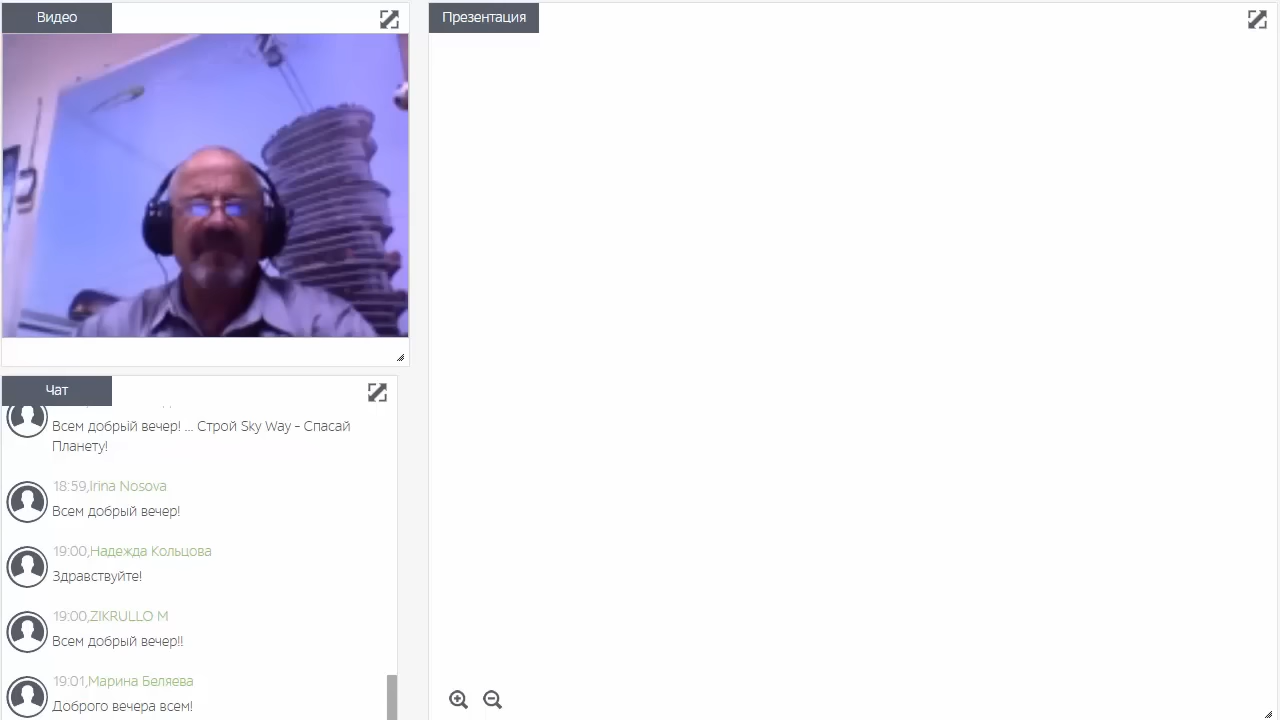 Видео
Презентация
Чат
Всем добрый вечер! ... Строй Sky Way – Спасай
Планету!
18:59,Irina Nosova
Всем добрый вечер!
19:00,Надежда Кольцова
Здравствуйте!
19:00,ZIKRULLO M
Всем добрый вечер!!
19:01,Марина Беляева
Доброго вечера всем!